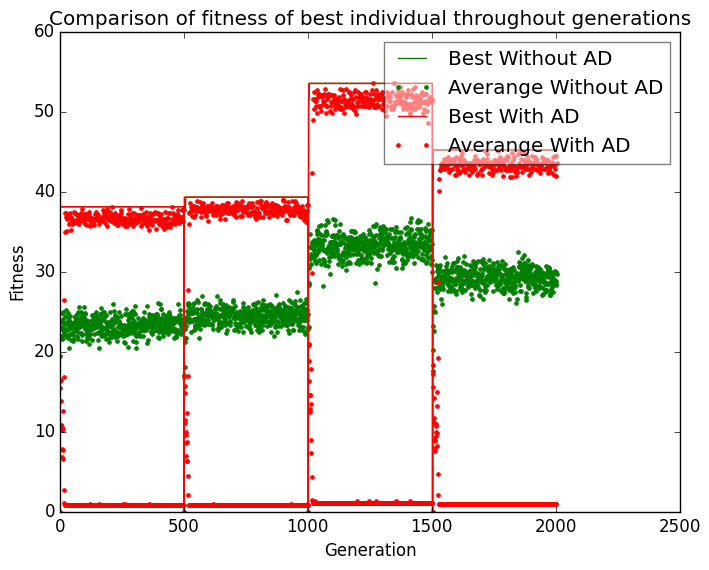 Comparison of fitness of best individual throughout generations
60
50
40
30
20
10
0
Fitness
Best Without AD
Averange Without AD
Best With AD
Averange With AD
0 500 1000 1500 2000 2500
Generation